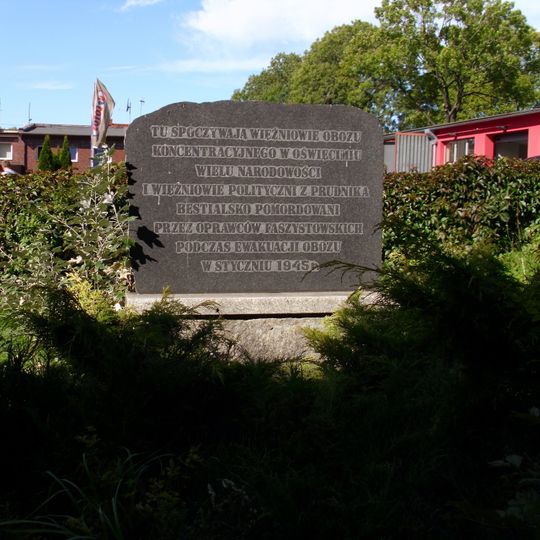 TU SPOCZYWAJĄ WIĘŹNIOWIE OBOZU
KONCENTRACYJNEGO W OŚWIĘCIMIU
WIELU NARODOWOŚCI
I WIĘŹNIOWIE POLITYCZNI Z PRUDNIKA
BESTIALSKO POMORDOWANI
PRZEZ OPRAWCÓW FASZYSTOWSKICH
PODCZAS EWAKUACJI OBOZU
W STYCZNIU 1945 R